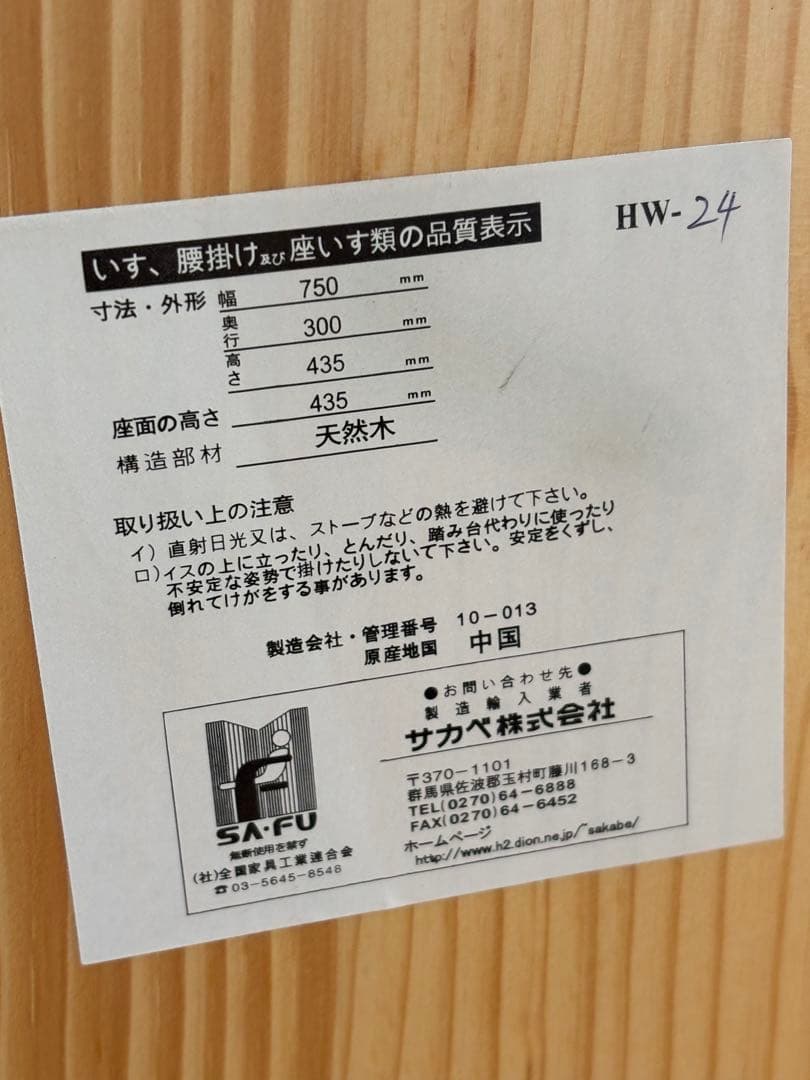 HW-24
いす、腰掛け及び座いす類の品質表示
寸法・外形 幅 750 mm
奥行 300 mm
高さ 435 mm
座面の高さ 435 mm
構造部材 天然木
取り扱い上の注意
イ)直射日光又は、ストーブなどの熱を避けて下さい。
ロ)イスの上に立ったり、とんだり、踏み台代わりに使ったり
不安定な姿勢で掛けたりしないで下さい。安定をくずし、
倒れてけがをする事があります。
製造会社・管理番号 10-013
原産地国 中国
SA・FU
無断使用を禁ず
(社)全国家具工業連合会
☎03-5645-8546
●お問い合わせ先●
製造輸入業者
サカベ株式会社
〒370-1101
群馬県佐波郡玉村町藤川168-3
TEL(0270)64-6888
FAX(0270)64-6452
ホームページ
http://www.h2.dion.ne.jp/~sakabe/